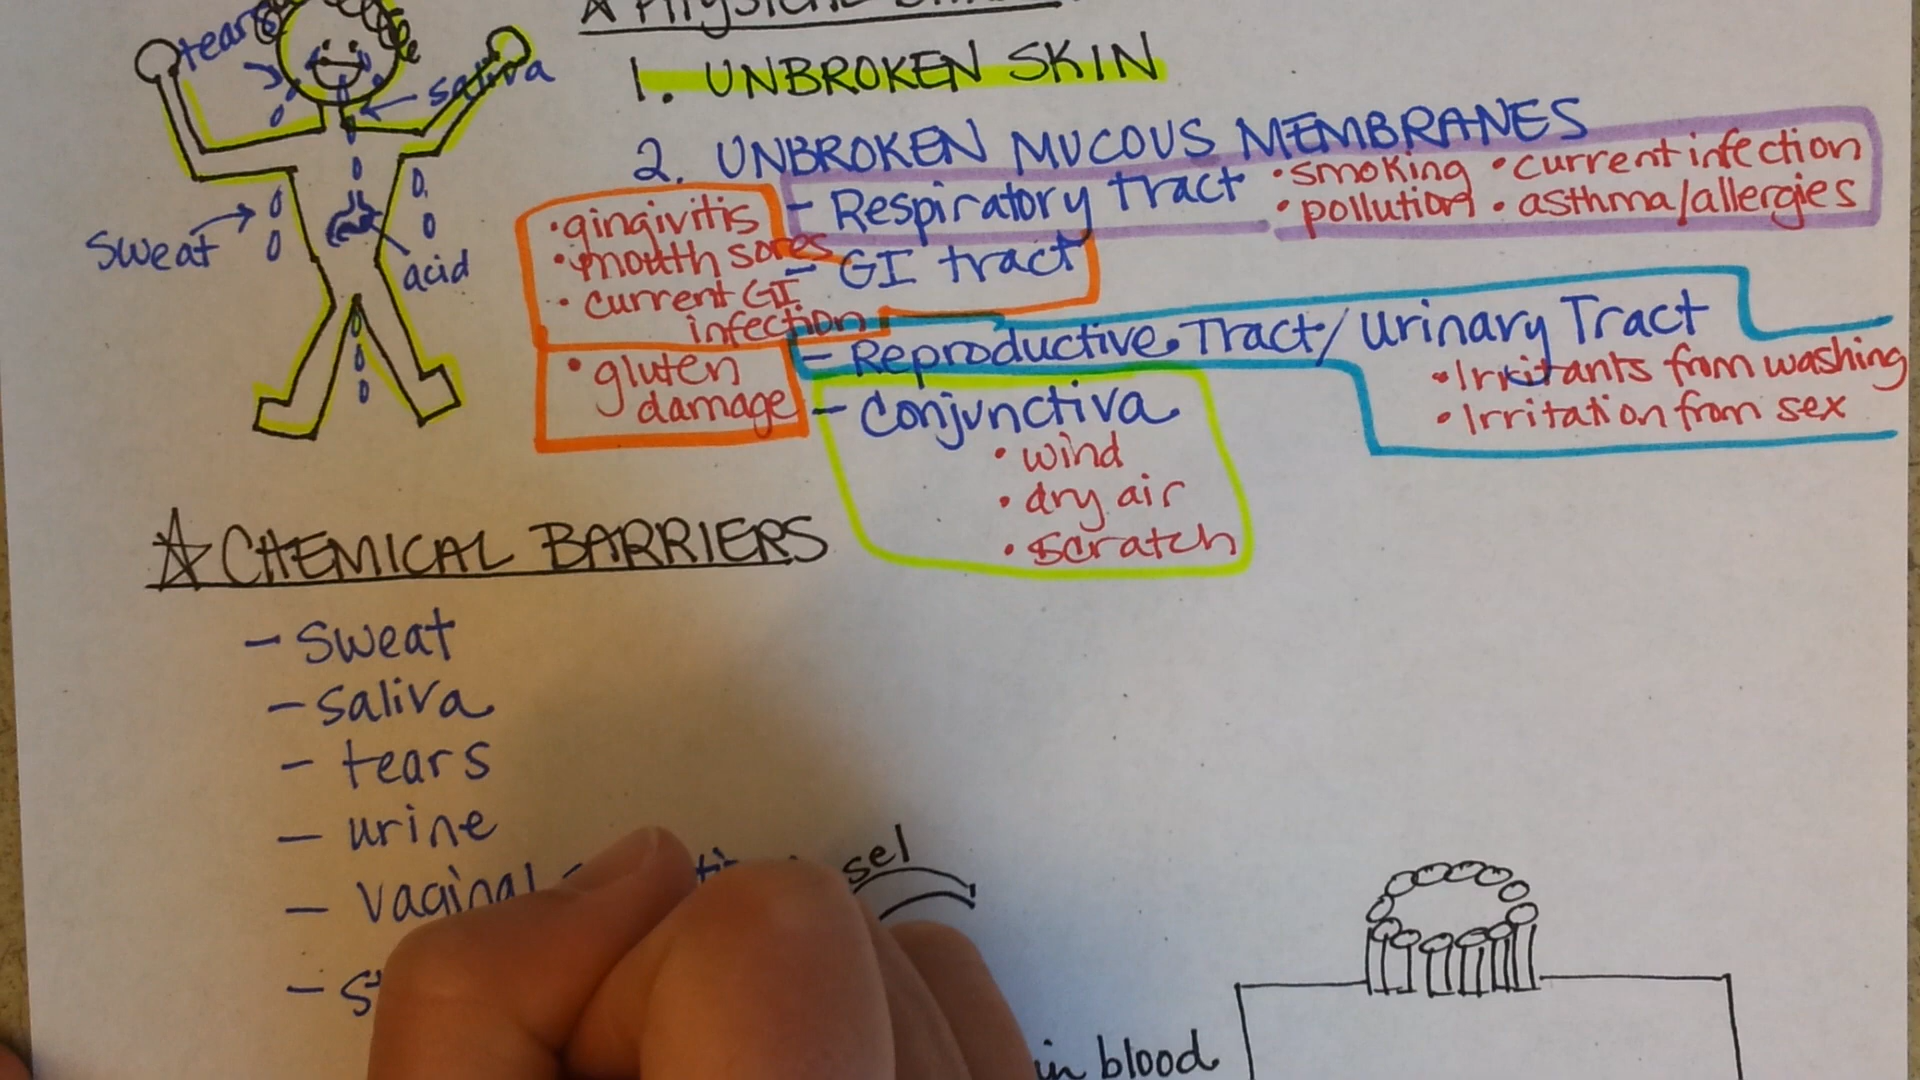 tears
saliva
sweat
acid
1. UNBROKEN SKIN
2. UNBROKEN MUCOUS MEMBRANES
- Respiratory tract
• smoking • current infection
• pollution • asthma/allergies
- GI tract
• gingivitis
• mouth sores
• current GI
infection
• gluten
damage
- Reproductive Tract/Urinary Tract
• Irritants from washing
• Irritation from sex
- Conjunctiva
• wind
• dry air
• scratch
☆ CHEMICAL BARRIERS
- sweat
- saliva
- tears
- urine
- vaginal
sel
in blood